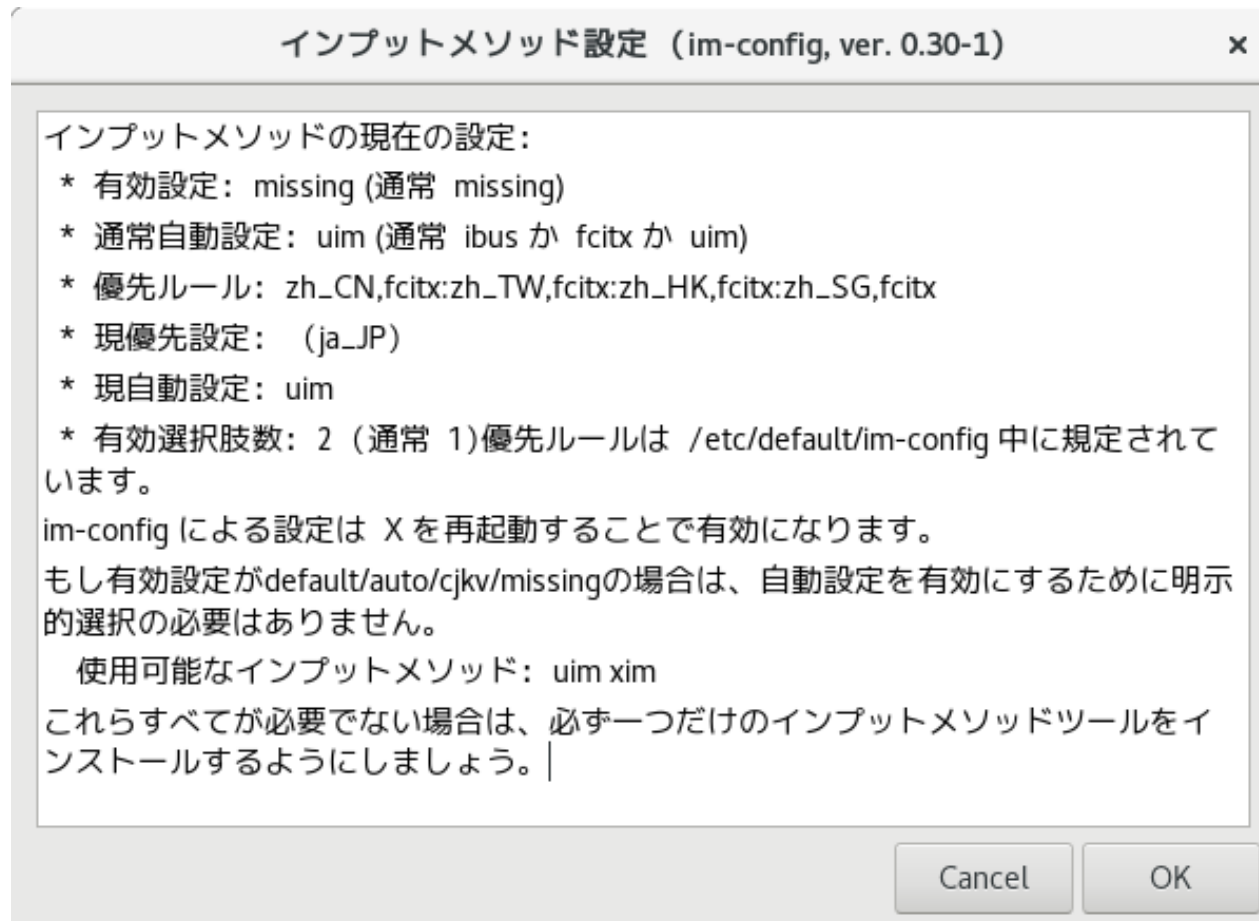 インプットメソッド設定 （im-config, ver. 0.30-1）
インプットメソッドの現在の設定:
* 有効設定: missing (通常 missing)
* 通常自動設定: uim (通常 ibus か fcitx か uim)
* 優先ルール: zh_CN,fcitx:zh_TW,fcitx:zh_HK,fcitx:zh_SG,fcitx
* 現優先設定: （ja_JP）
* 現自動設定: uim
* 有効選択肢数: 2 (通常 1)優先ルールは /etc/default/im-config 中に規定されて
います。
im-config による設定は X を再起動することで有効になります。
もし有効設定がdefault/auto/cjkv/missingの場合は、自動設定を有効にするために明示
的選択の必要はありません。
使用可能なインプットメソッド: uim xim
これらすべてが必要でない場合は、必ず一つだけのインプットメソッドツールをイ
ンストールするようにしましょう。
Cancel OK